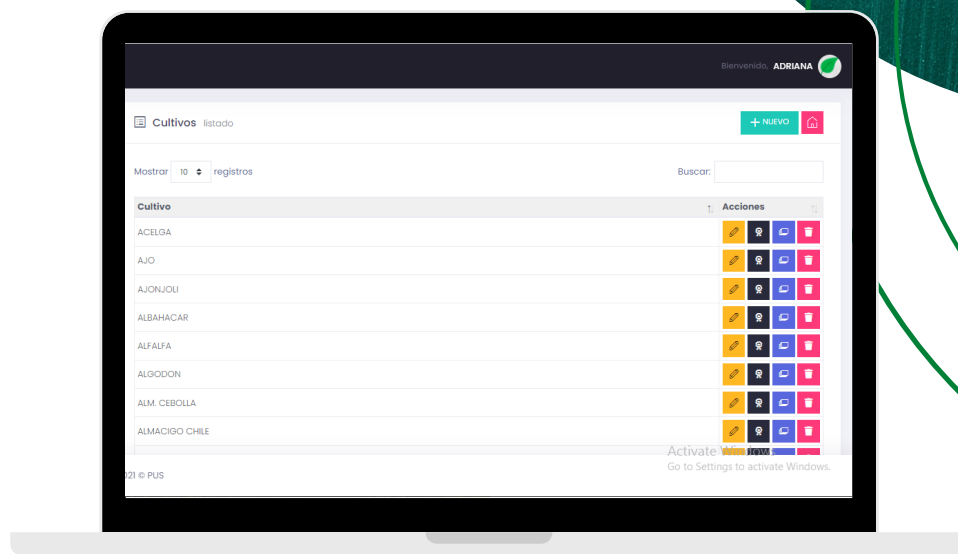 Bienvenido, ADRIANA
Cultivos listado
+ NUEVO
Mostrar 10 registros
Buscar:
Cultivo Acciones
ACELGA
AJO
AJONJOLI
ALBAHACAR
ALFALFA
ALGODON
ALM. CEBOLLA
ALMACIGO CHILE
Activate Windows
Go to Settings to activate Windows.
21 © PUS